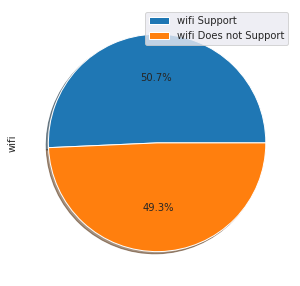 wifi Support
wifi Does not Support
50.7%
wifi
49.3%